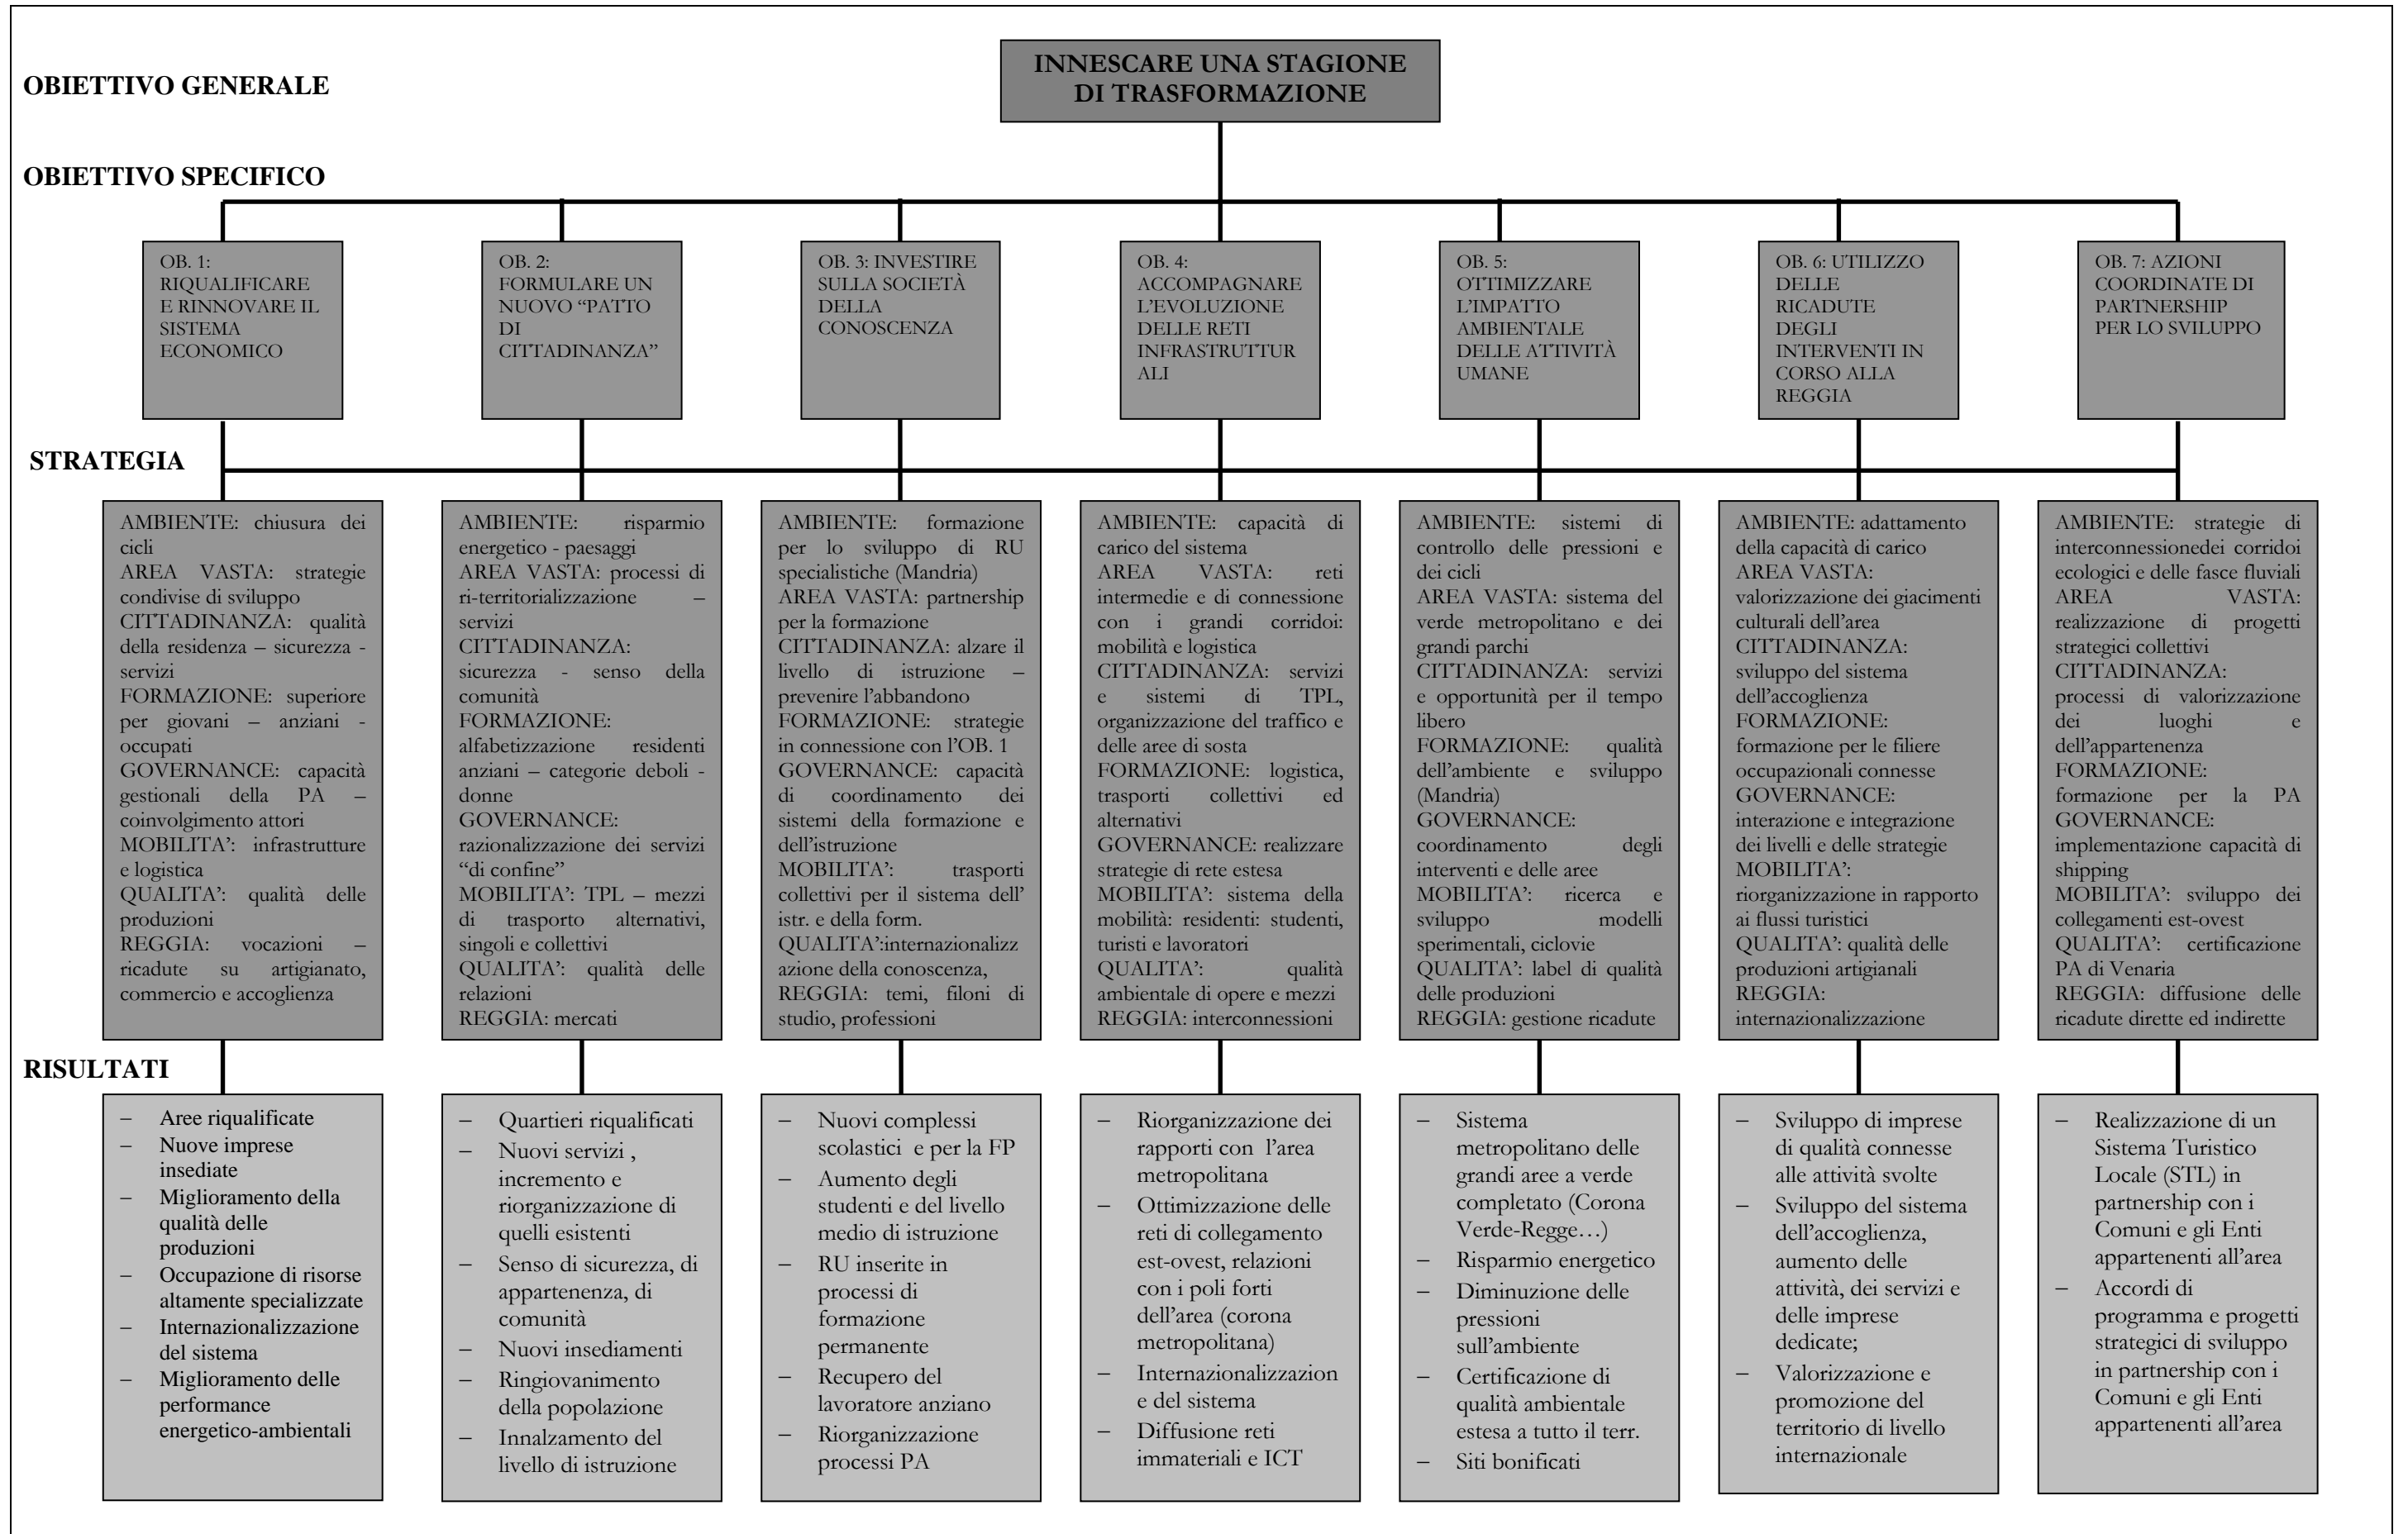 OBIETTIVO GENERALE
INNESCARE UNA STAGIONE
DI TRASFORMAZIONE
OBIETTIVO SPECIFICO
OB. 1:
RIQUALIFICARE
E RINNOVARE IL
SISTEMA
ECONOMICO
OB. 2:
FORMULARE UN
NUOVO “PATTO
DI
CITTADINANZA”
OB. 3: INVESTIRE
SULLA SOCIETÀ
DELLA
CONOSCENZA
OB. 4:
ACCOMPAGNARE
L’EVOLUZIONE
DELLE RETI
INFRASTRUTTUR
ALI
OB. 5:
OTTIMIZZARE
L’IMPATTO
AMBIENTALE
DELLE ATTIVITÀ
UMANE
OB. 6: UTILIZZO
DELLE
RICADUTE
DEGLI
INTERVENTI IN
CORSO ALLA
REGGIA
OB. 7: AZIONI
COORDINATE DI
PARTNERSHIP
PER LO SVILUPPO
STRATEGIA
AMBIENTE: chiusura dei
cicli
AREA VASTA: strategie
condivise di sviluppo
CITTADINANZA: qualità
della residenza – sicurezza -
servizi
FORMAZIONE: superiore
per giovani – anziani -
occupati
GOVERNANCE: capacità
gestionali della PA –
coinvolgimento attori
MOBILITA’: infrastrutture
e logistica
QUALITA’: qualità delle
produzioni
REGGIA: vocazioni –
ricadute su artigianato,
commercio e accoglienza
AMBIENTE: risparmio
energetico - paesaggi
AREA VASTA: processi di
ri-territorializzazione –
servizi
CITTADINANZA:
sicurezza - senso della
comunità
FORMAZIONE:
alfabetizzazione residenti
anziani – categorie deboli -
donne
GOVERNANCE:
razionalizzazione dei servizi
“di confine”
MOBILITA’: TPL – mezzi
di trasporto alternativi,
singoli e collettivi
QUALITA’: qualità delle
relazioni
REGGIA: mercati
AMBIENTE: formazione
per lo sviluppo di RU
specialistiche (Mandria)
AREA VASTA: partnership
per la formazione
CITTADINANZA: alzare il
livello di istruzione –
prevenire l’abbandono
FORMAZIONE: strategie
in connessione con l’OB. 1
GOVERNANCE: capacità
di coordinamento dei
sistemi della formazione e
dell’istruzione
MOBILITA’: trasporti
collettivi per il sistema dell’
istr. e della form.
QUALITA’:internazionalizz
azione della conoscenza,
REGGIA: temi, filoni di
studio, professioni
AMBIENTE: capacità di
carico del sistema
AREA VASTA: reti
intermedie e di connessione
con i grandi corridoi:
mobilità e logistica
CITTADINANZA: servizi
e sistemi di TPL,
organizzazione del traffico e
delle aree di sosta
FORMAZIONE: logistica,
trasporti collettivi ed
alternativi
GOVERNANCE: realizzare
strategie di rete estesa
MOBILITA’: sistema della
mobilità: residenti: studenti,
turisti e lavoratori
QUALITA’: qualità
ambientale di opere e mezzi
REGGIA: interconnessioni
AMBIENTE: sistemi di
controllo delle pressioni e
dei cicli
AREA VASTA: sistema del
verde metropolitano e dei
grandi parchi
CITTADINANZA: servizi
e opportunità per il tempo
libero
FORMAZIONE: qualità
dell’ambiente e sviluppo
(Mandria)
GOVERNANCE:
coordinamento degli
interventi e delle aree
MOBILITA’: ricerca e
sviluppo modelli
sperimentali, ciclovie
QUALITA’: label di qualità
delle produzioni
REGGIA: gestione ricadute
AMBIENTE: adattamento
della capacità di carico
AREA VASTA:
valorizzazione dei giacimenti
culturali dell’area
CITTADINANZA:
sviluppo del sistema
dell’accoglienza
FORMAZIONE:
formazione per le filiere
occupazionali connesse
GOVERNANCE:
interazione e integrazione
dei livelli e delle strategie
MOBILITA’:
riorganizzazione in rapporto
ai flussi turistici
QUALITA’: qualità delle
produzioni artigianali
REGGIA:
internazionalizzazione
AMBIENTE: strategie di
interconnessionedei corridoi
ecologici e delle fasce fluviali
AREA VASTA:
realizzazione di progetti
strategici collettivi
CITTADINANZA:
processi di valorizzazione
dei luoghi e
dell’appartenenza
FORMAZIONE:
formazione per la PA
GOVERNANCE:
implementazione capacità di
shipping
MOBILITA’: sviluppo dei
collegamenti est-ovest
QUALITA’: certificazione
PA di Venaria
REGGIA: diffusione delle
ricadute dirette ed indirette
RISULTATI
– Aree riqualificate
– Nuove imprese
insediate
– Miglioramento della
qualità delle
produzioni
– Occupazione di risorse
altamente specializzate
– Internazionalizzazione
del sistema
– Miglioramento delle
performance
energetico-ambientali
– Quartieri riqualificati
– Nuovi servizi ,
incremento e
riorganizzazione di
quelli esistenti
– Senso di sicurezza, di
appartenenza, di
comunità
– Nuovi insediamenti
– Ringiovanimento
della popolazione
– Innalzamento del
livello di istruzione
– Nuovi complessi
scolastici e per la FP
– Aumento degli
studenti e del livello
medio di istruzione
– RU inserite in
processi di
formazione
permanente
– Recupero del
lavoratore anziano
– Riorganizzazione
processi PA
– Riorganizzazione dei
rapporti con l’area
metropolitana
– Ottimizzazione delle
reti di collegamento
est-ovest, relazioni
con i poli forti
dell’area (corona
metropolitana)
– Internazionalizzazion
e del sistema
– Diffusione reti
immateriali e ICT
– Sistema
metropolitano delle
grandi aree a verde
completato (Corona
Verde-Regge…)
– Risparmio energetico
– Diminuzione delle
pressioni
sull’ambiente
– Certificazione di
qualità ambientale
estesa a tutto il terr.
– Siti bonificati
– Sviluppo di imprese
di qualità connesse
alle attività svolte
– Sviluppo del sistema
dell’accoglienza,
aumento delle
attività, dei servizi e
delle imprese
dedicate;
– Valorizzazione e
promozione del
territorio di livello
internazionale
– Realizzazione di un
Sistema Turistico
Locale (STL) in
partnership con i
Comuni e gli Enti
appartenenti all’area
– Accordi di
programma e progetti
strategici di sviluppo
in partnership con i
Comuni e gli Enti
appartenenti all’area